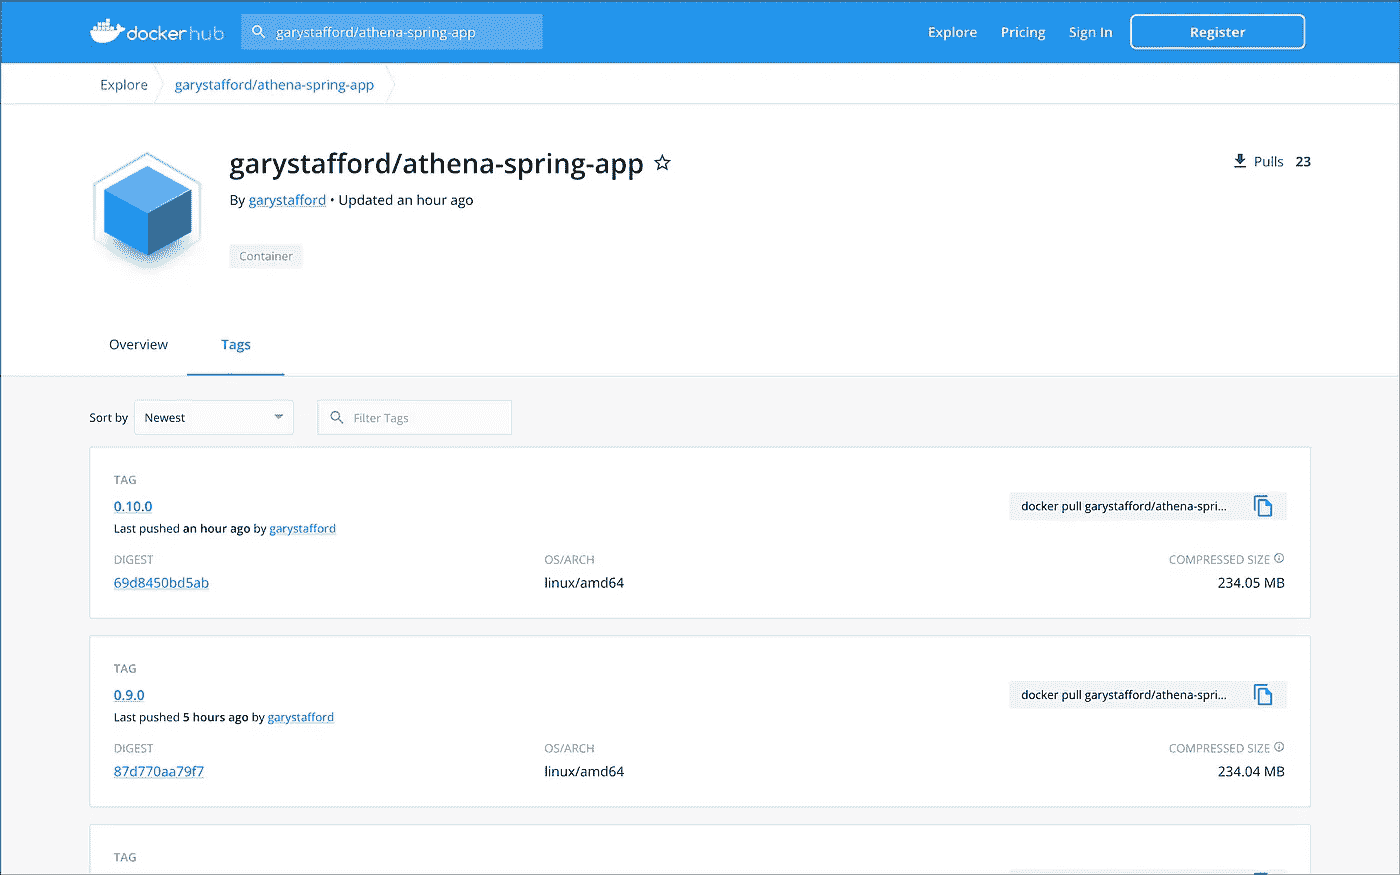 dockerhub
garystafford/athena-spring-app
Explore Pricing Sign In Register
Explore garystafford/athena-spring-app
garystafford/athena-spring-app
Pulls 23
By garystafford • Updated an hour ago
Container
Overview Tags
Sort by Newest Filter Tags
TAG
0.10.0
docker pull garystafford/athena-spri...
Last pushed an hour ago by garystafford
DIGEST OS/ARCH COMPRESSED SIZE
69d8450bd5ab linux/amd64 234.05 MB
TAG
0.9.0
docker pull garystafford/athena-spri...
Last pushed 5 hours ago by garystafford
DIGEST OS/ARCH COMPRESSED SIZE
87d770aa79f7 linux/amd64 234.04 MB
TAG